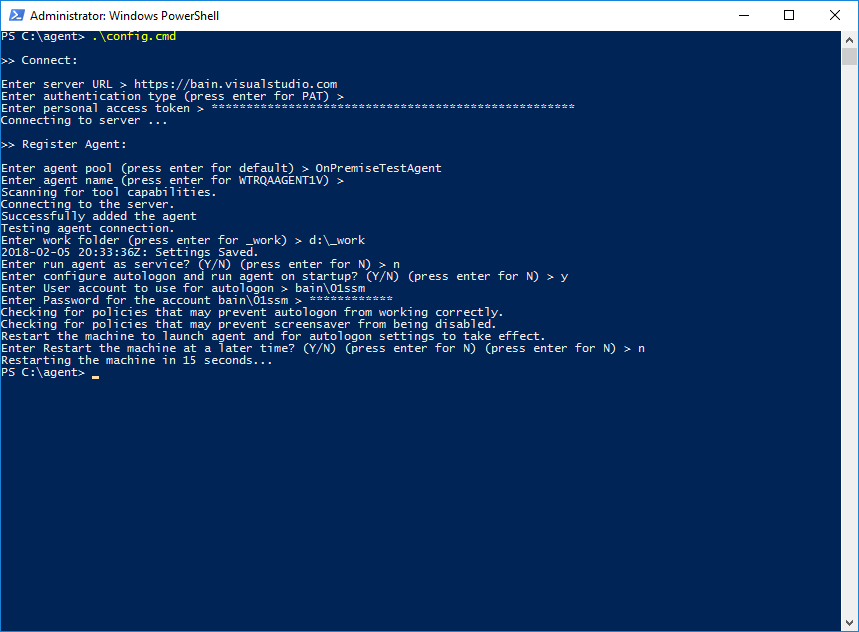 Administrator: Windows PowerShell
PS C:\agent> .\config.cmd
>> Connect:
Enter server URL > https://bain.visualstudio.com
Enter authentication type (press enter for PAT) >
Enter personal access token > ****************************************************
Connecting to server ...
>> Register Agent:
Enter agent pool (press enter for default) > OnPremiseTestAgent
Enter agent name (press enter for WTRQAAGENT1V) >
Scanning for tool capabilities.
Connecting to the server.
Successfully added the agent
Testing agent connection.
Enter work folder (press enter for _work) > d:\_work
2018-02-05 20:33:36Z: Settings Saved.
Enter run agent as service? (Y/N) (press enter for N) > n
Enter configure autologon and run agent on startup? (Y/N) (press enter for N) > y
Enter User account to use for autologon > bain\01ssm
Enter Password for the account bain\01ssm > ************
Checking for policies that may prevent autologon from working correctly.
Checking for policies that may prevent screensaver from being disabled.
Restart the machine to launch agent and for autologon settings to take effect.
Enter Restart the machine at a later time? (Y/N) (press enter for N) (press enter for N) > n
Restarting the machine in 15 seconds...
PS C:\agent> _